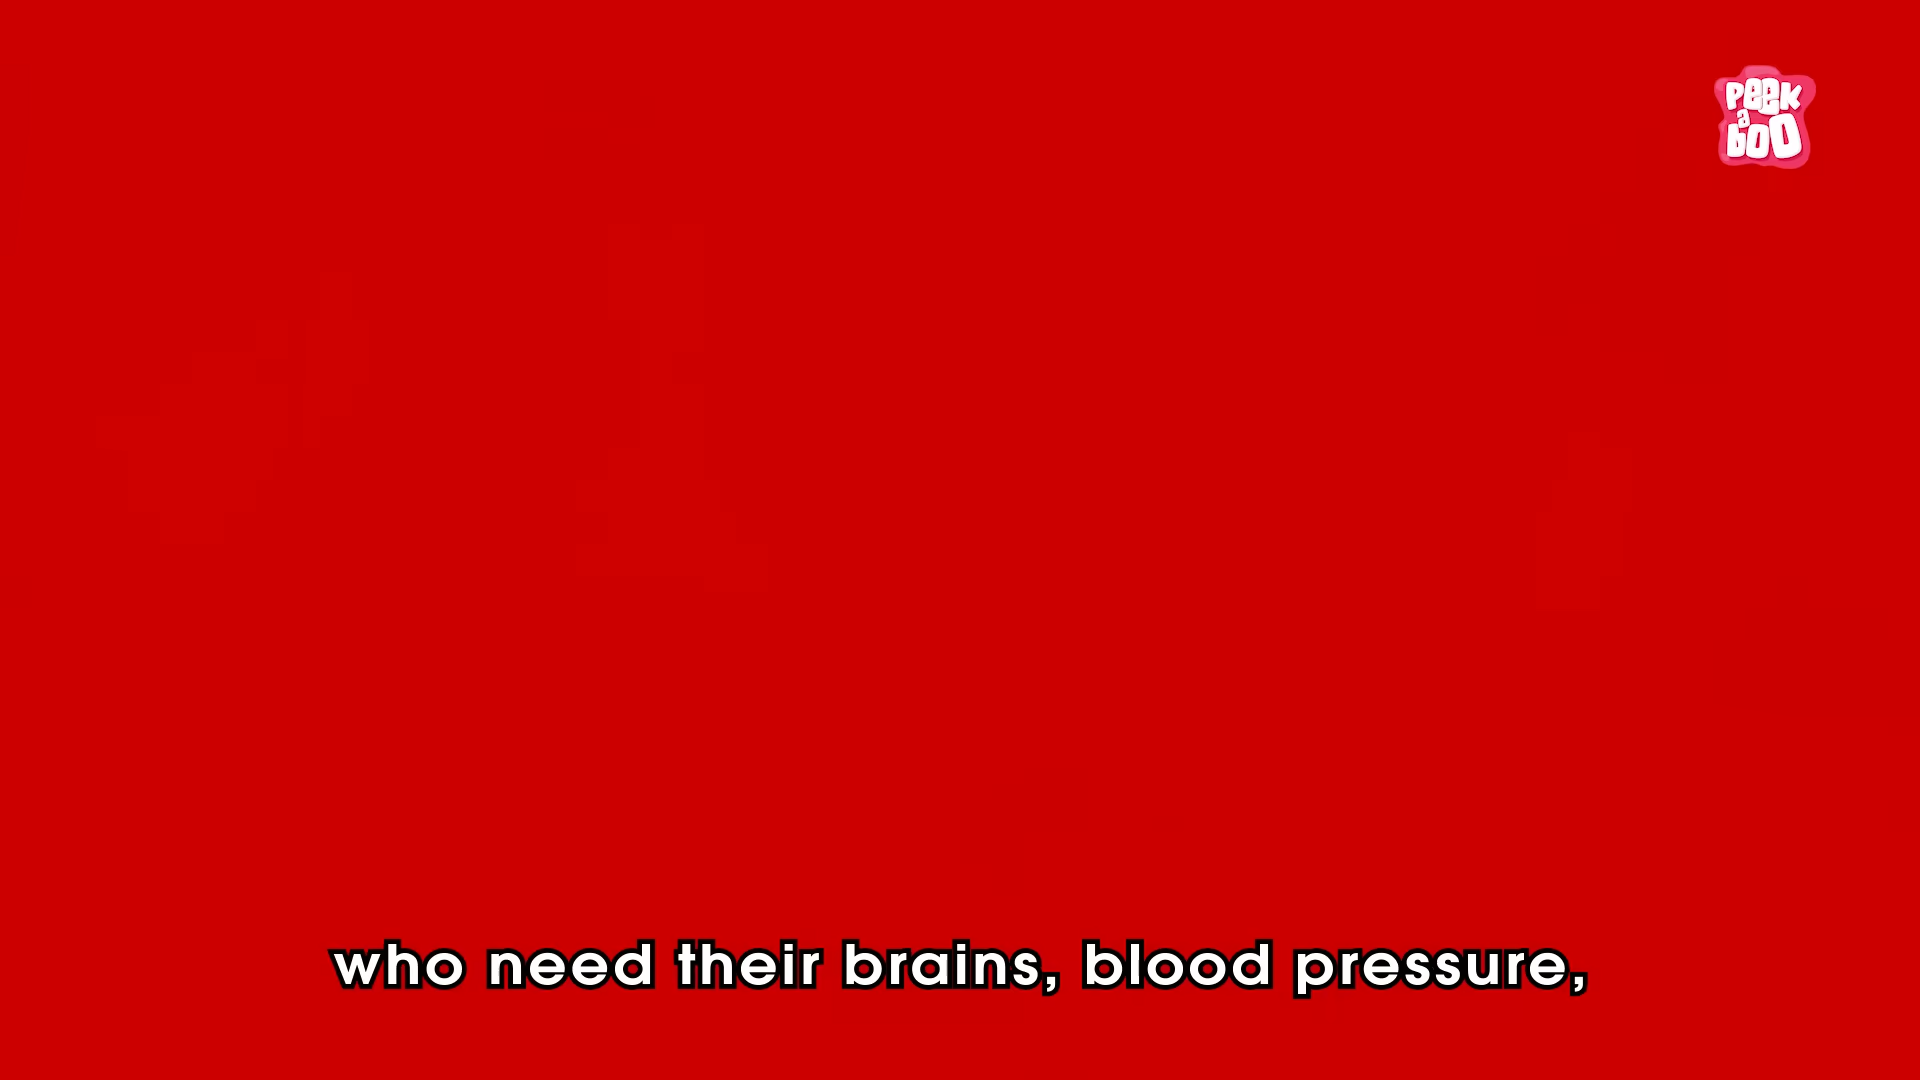 Peek
a
boo
who need their brains, blood pressure,